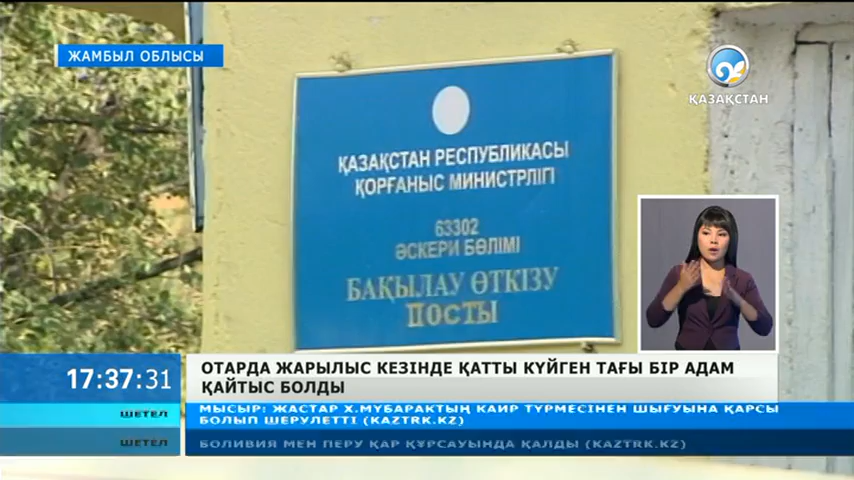 ЖАМБЫЛ ОБЛЫСЫ
ҚАЗАҚСТАН
ҚАЗАҚСТАН РЕСПУБЛИКАСЫ
ҚОРҒАНЫС МИНИСТРЛІГІ
63302
ӘСКЕРИ БӨЛІМІ
БАҚЫЛАУ ӨТКІЗУ
ПОСТЫ
17:37:31
ОТАРДА ЖАРЫЛЫС КЕЗІНДЕ ҚАТТЫ КҮЙГЕН ТАҒЫ БІР АДАМ
ҚАЙТЫС БОЛДЫ
ШЕТЕЛ
МЫСЫР: ЖАСТАР Х.МҮБАРАКТЫҢ КАИР ТҮРМЕСІНЕН ШЫҒУЫНА ҚАРСЫ
БОЛЫП ШЕРУЛЕТТІ (KAZTRK.KZ)
ШЕТЕЛ
БОЛИВИЯ МЕН ПЕРУ ҚАР ҚҰРСАУЫНДА ҚАЛДЫ (KAZTRK.KZ)